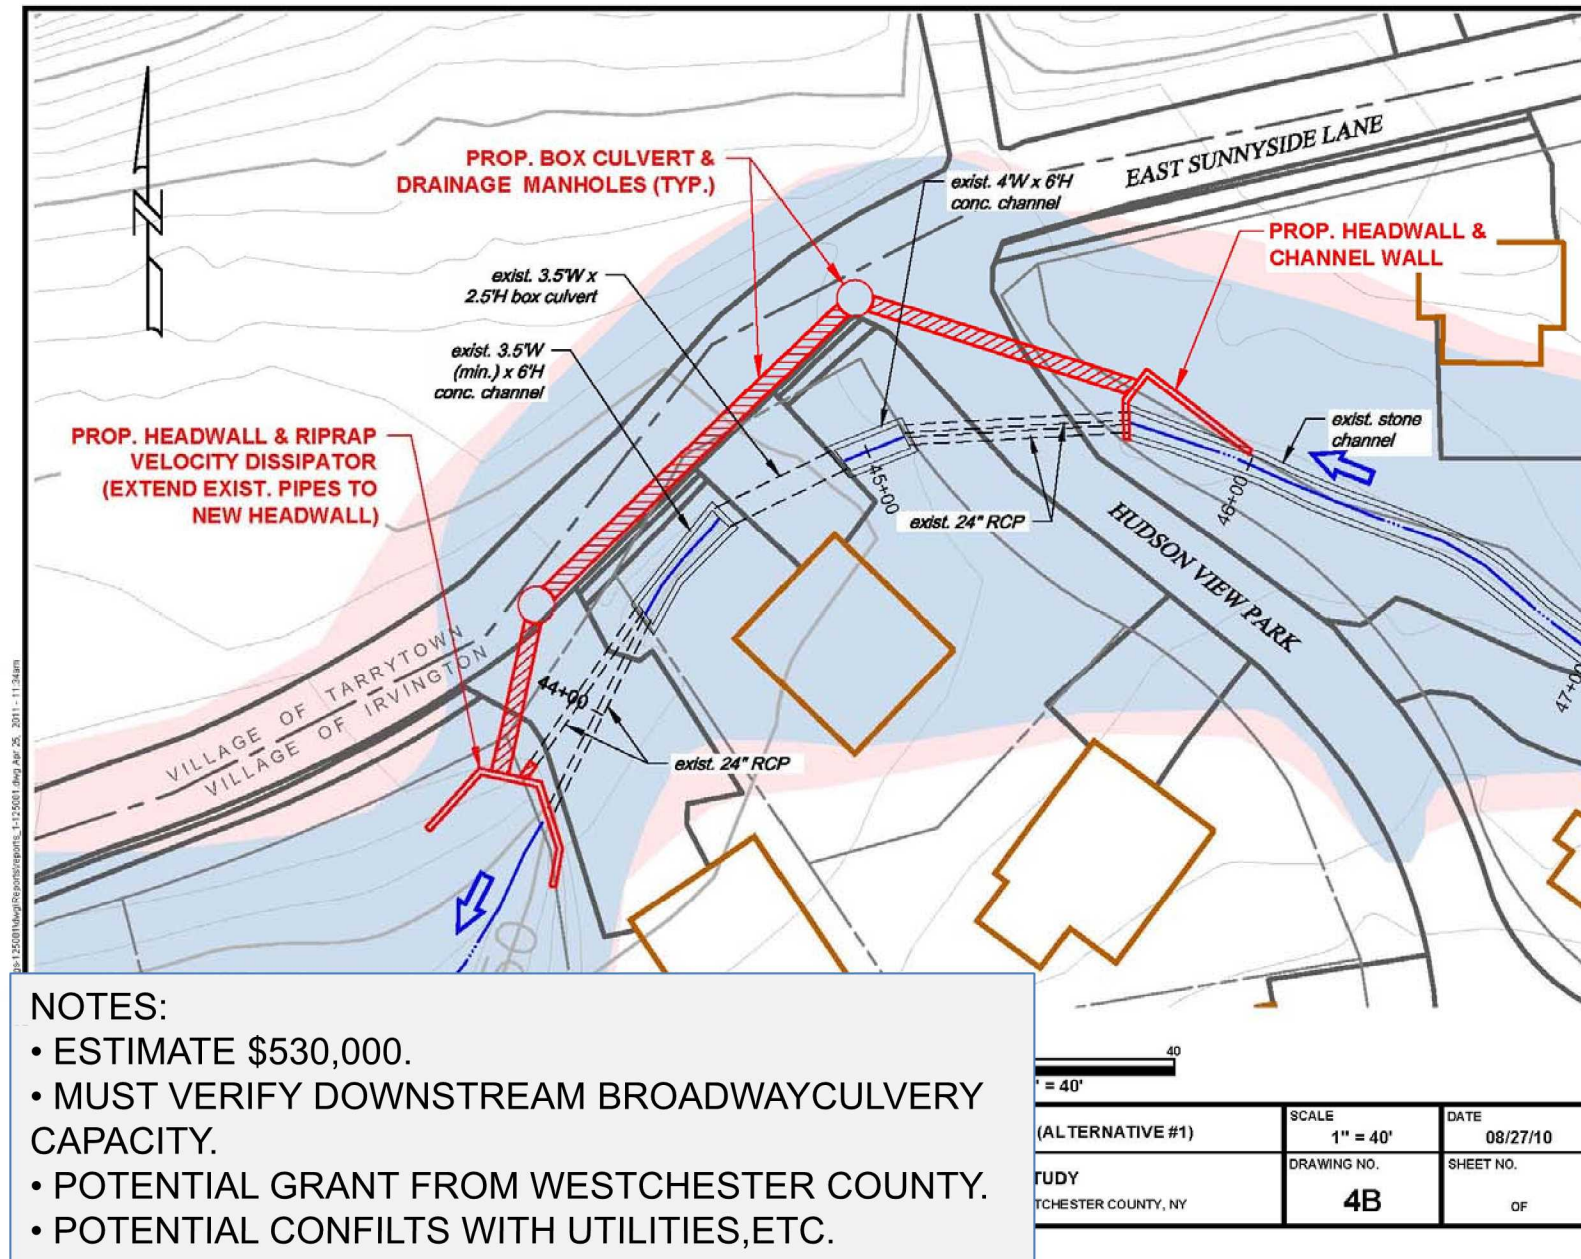 EAST SUNNYSIDE LANE
PROP. BOX CULVERT &
DRAINAGE MANHOLES (TYP.)
exist. 4'W x 6'H
conc. channel
PROP. HEADWALL &
CHANNEL WALL
exist. 3.5'W x
2.5'H box culvert
exist. 3.5'W
(min.) x 6'H
conc. channel
PROP. HEADWALL & RIPRAP
VELOCITY DISSIPATOR
(EXTEND EXIST. PIPES TO
NEW HEADWALL)
exist. stone
channel
45+00
46+00
exist. 24" RCP
HUDSON VIEW PARK
VILLAGE OF TARRYTOWN
VILLAGE OF IRVINGTON
44+00
47+00
exist. 24" RCP
NOTES:
• ESTIMATE $530,000.
• MUST VERIFY DOWNSTREAM BROADWAYCULVERY
CAPACITY.
• POTENTIAL GRANT FROM WESTCHESTER COUNTY.
• POTENTIAL CONFILTS WITH UTILITIES,ETC.
40
" = 40'
(ALTERNATIVE #1)
SCALE
1" = 40'
DATE
08/27/10
TUDY
TCHESTER COUNTY, NY
DRAWING NO.
4B
SHEET NO.
OF